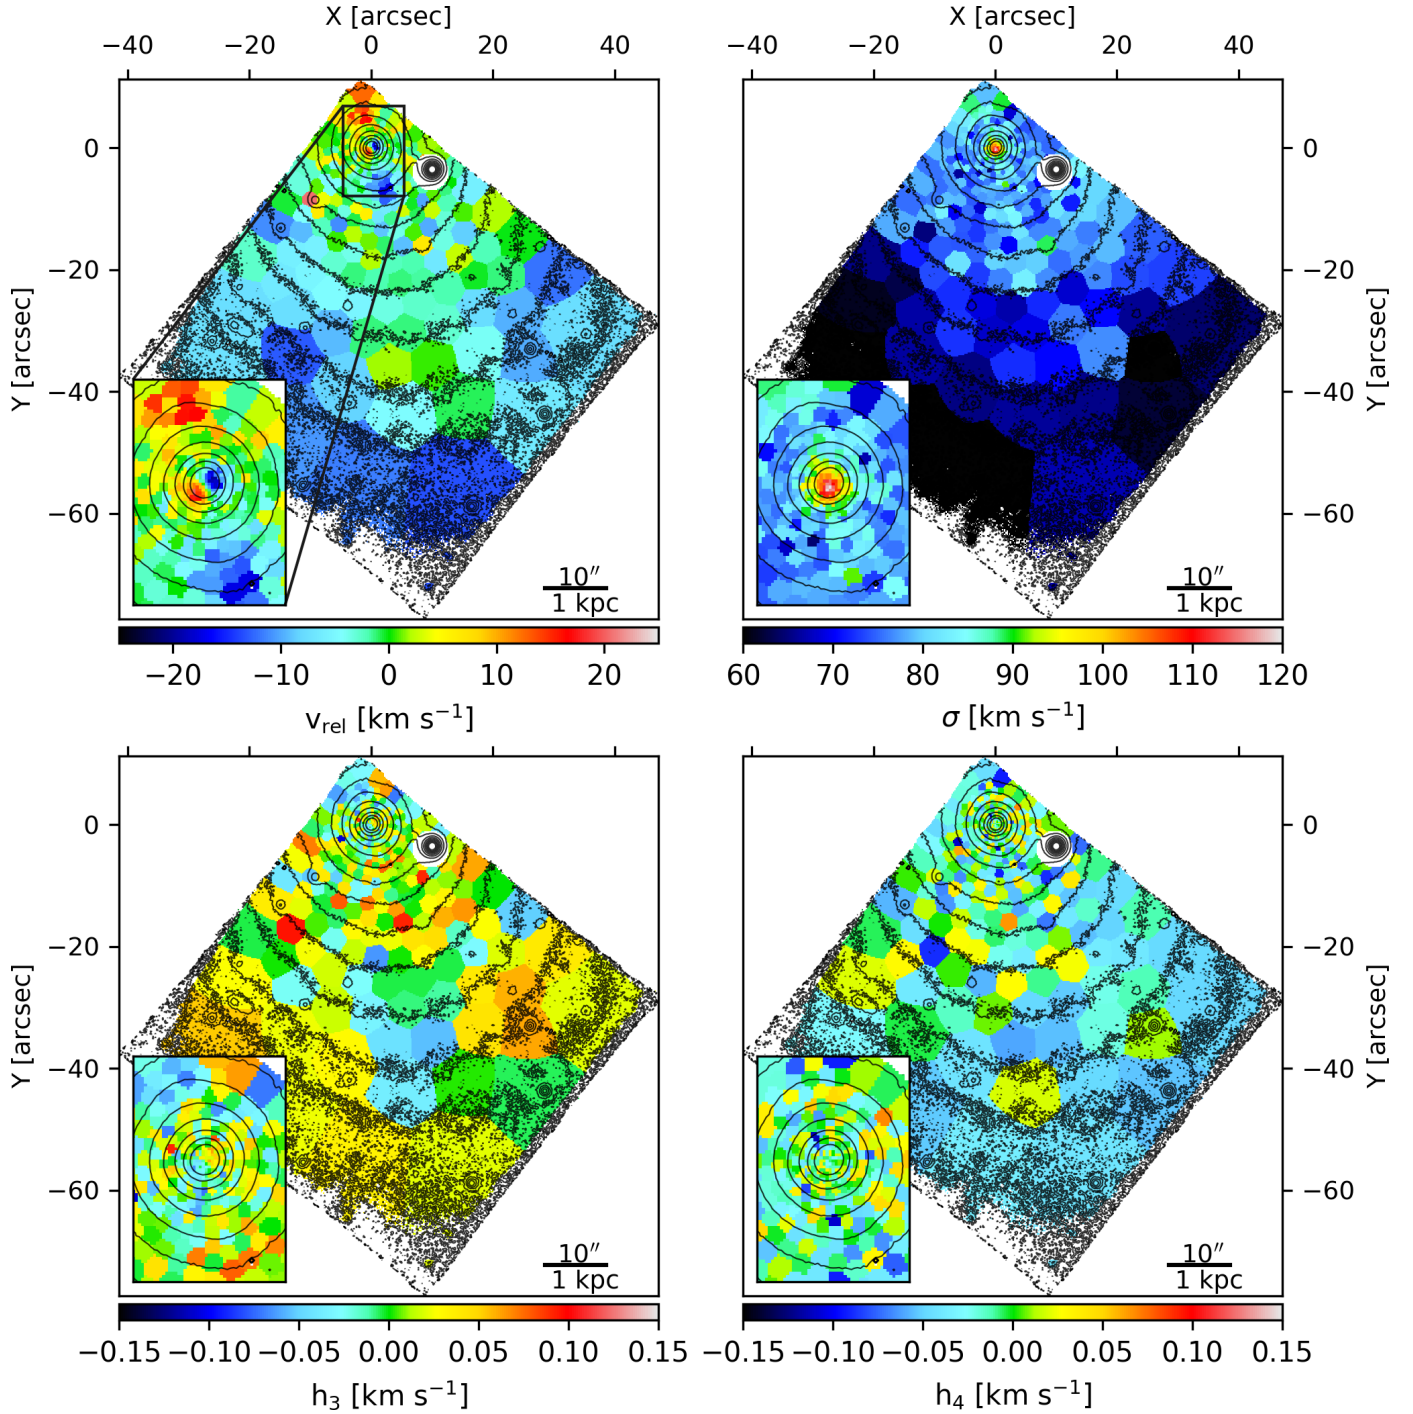 X [arcsec] X [arcsec]
−40 −20 0 20 40 −40 −20 0 20 40
0 0
−20 −20
Y [arcsec] Y [arcsec]
−40 −40
−60 −60
10″ 10″
1 kpc 1 kpc
−20 −10 0 10 20 60 70 80 90 100 110 120
v_rel [km s⁻¹] σ [km s⁻¹]
0 0
−20 −20
Y [arcsec] Y [arcsec]
−40 −40
−60 −60
10″ 10″
1 kpc 1 kpc
−0.15 −0.10 −0.05 0.00 0.05 0.10 0.15 −0.15 −0.10 −0.05 0.00 0.05 0.10 0.15
h₃ [km s⁻¹] h₄ [km s⁻¹]